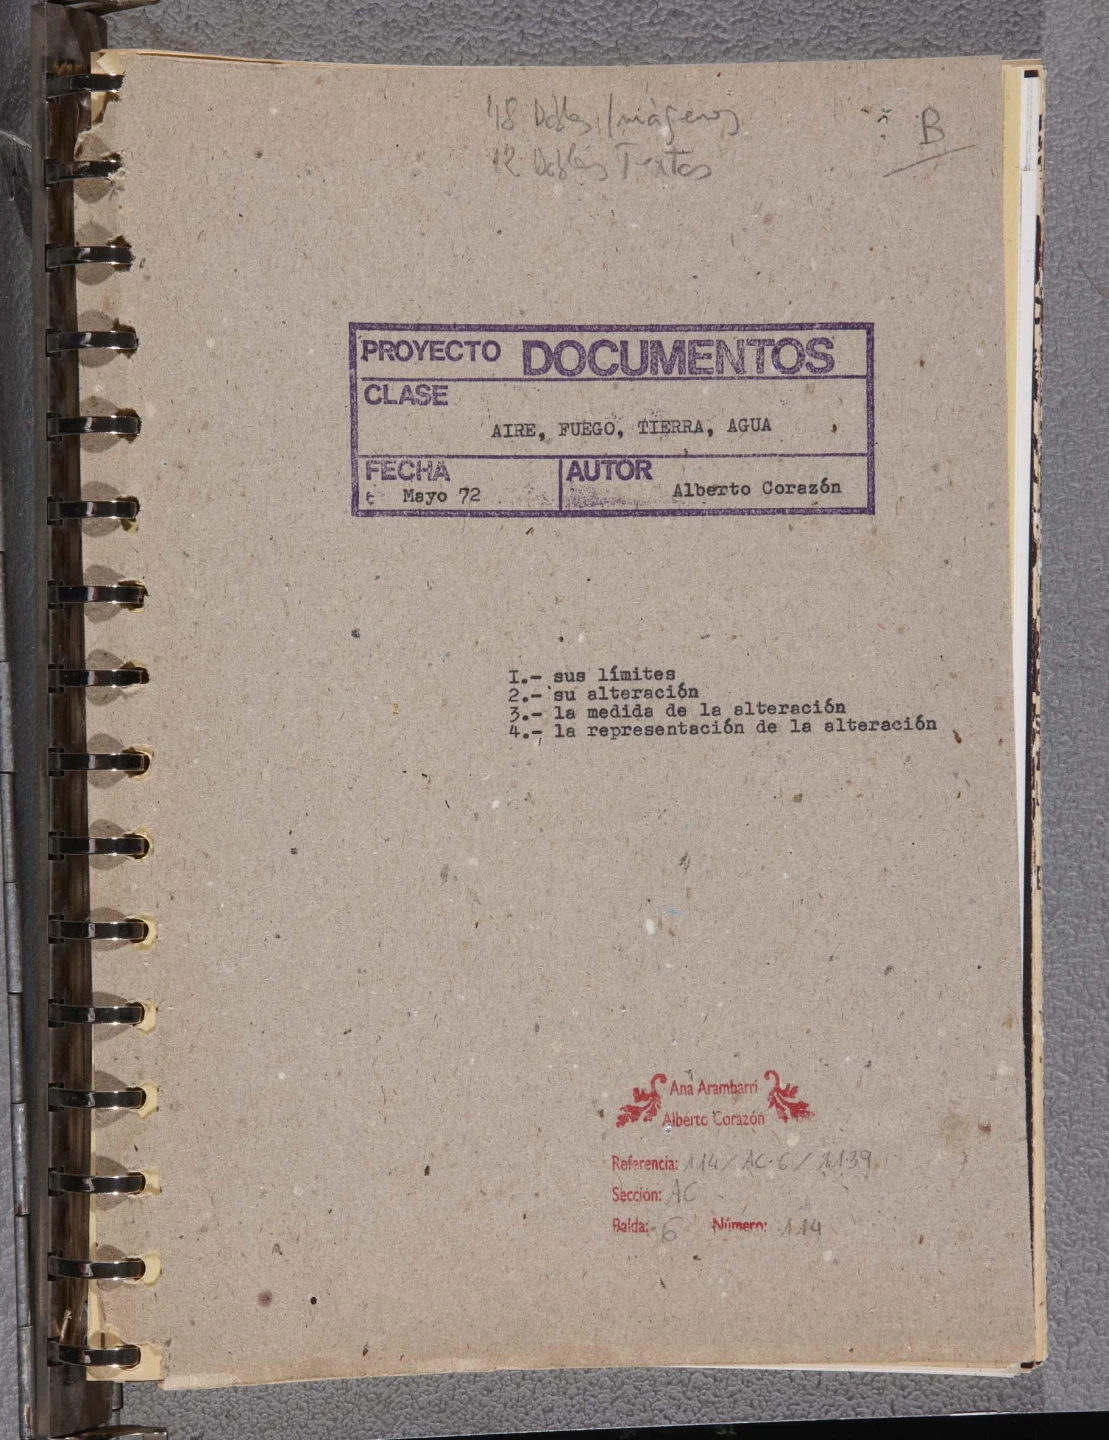 48 Dobles Imágenes
B
12 Dobles Textos
PROYECTO DOCUMENTOS
CLASE
AIRE, FUEGO, TIERRA, AGUA
FECHA AUTOR
Mayo 72 Alberto Corazón
I.- sus límites
2.- su alteración
3.- la medida de la alteración
4.- la representación de la alteración
Ana Arambarri
Alberto Corazón
Referencia: 114/AC-6/1139
Sección: AC
Balda: 6 Número: 114